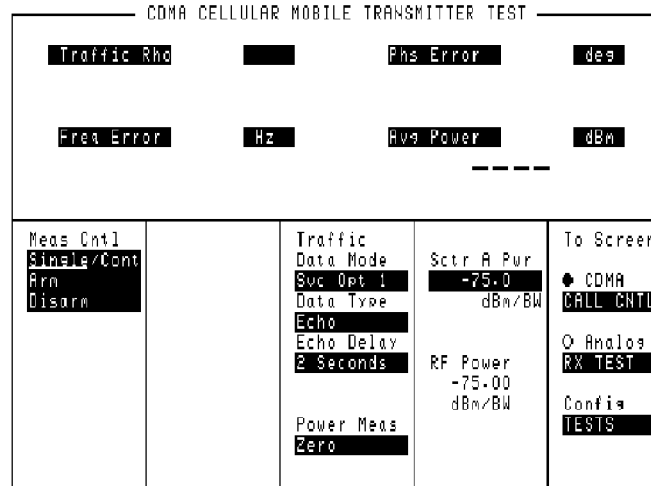 CDMA CELLULAR MOBILE TRANSMITTER TEST
Traffic Rho
Phs Error
deg
Freq Error
Hz
Avg Power
dBm
----
Meas Cntl
Single/Cont
Arm
Disarm
Traffic
Data Mode
Svc Opt 1
Data Type
Echo
Echo Delay
2 Seconds
Power Meas
Zero
Sctr A Pwr
-75.0
dBm/BW
RF Power
-75.00
dBm/BW
To Screen
CDMA
CALL CNTL
Analog
RX TEST
Config
TESTS